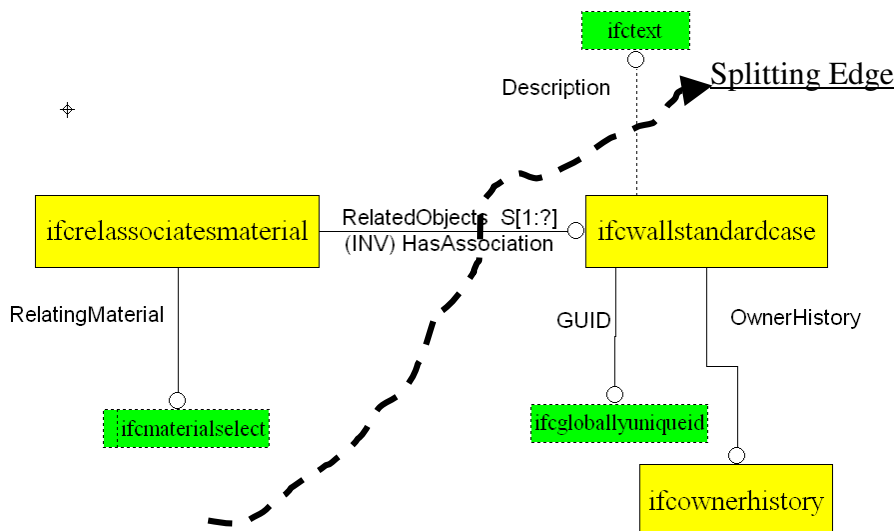 ifctext
Description
Splitting Edge
ifcrelassociatesmaterial
RelatedObjects S[1:?]
(INV) HasAssociation
ifcwallstandardcase
RelatingMaterial
GUID
OwnerHistory
ifcmaterialselect
ifcgloballyuniqueid
ifcownerhistory